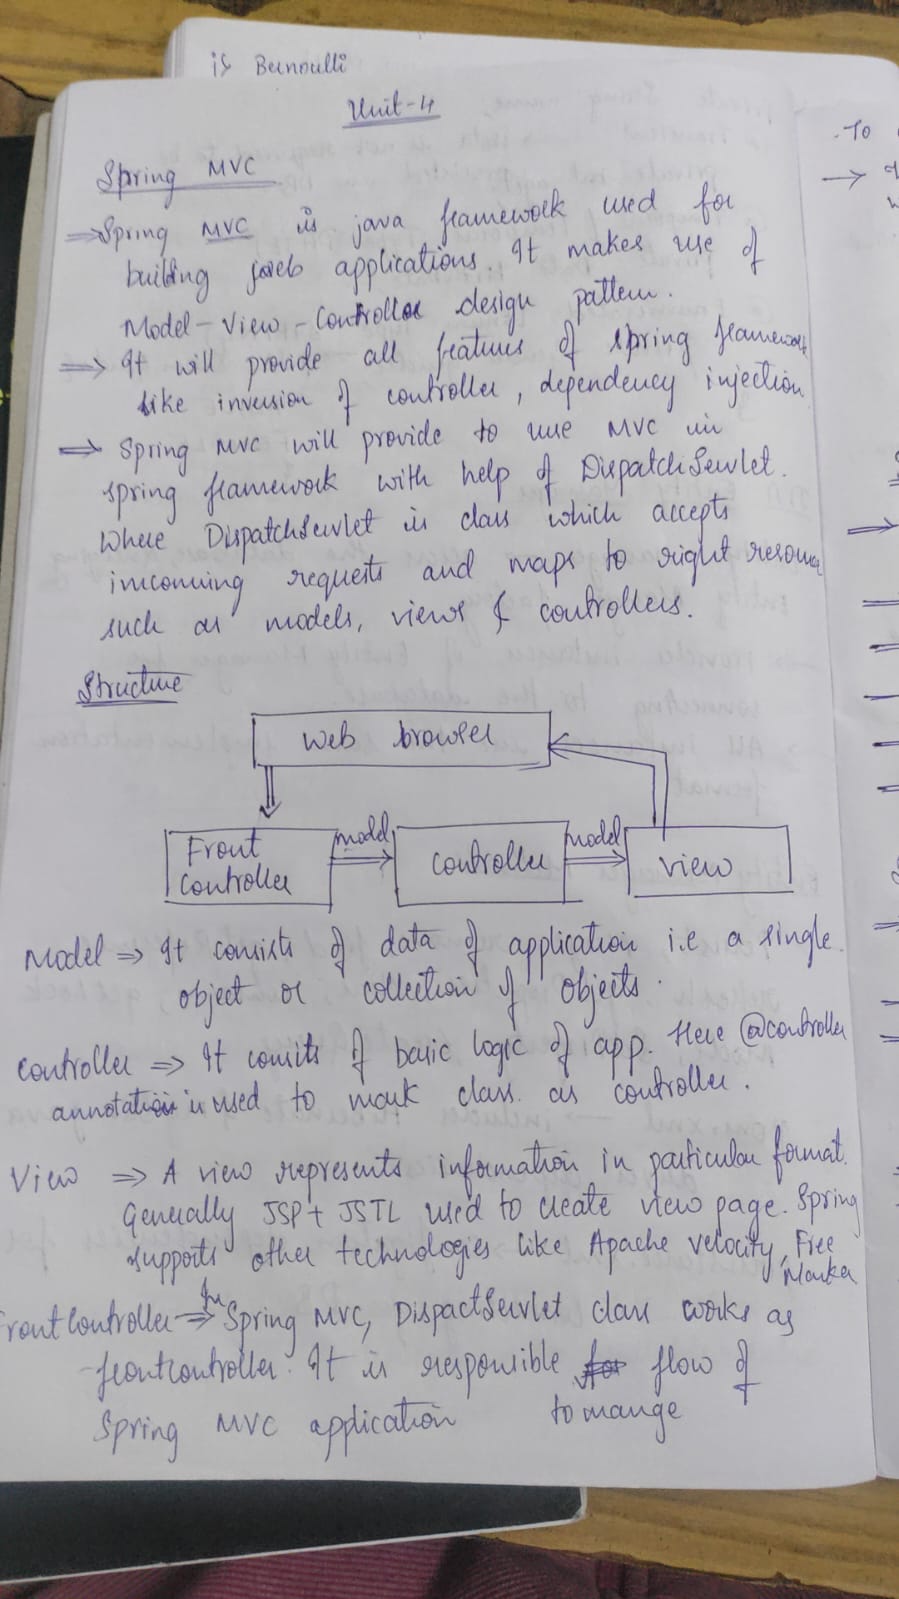 is Bernoulli
Unit-4
Spring MVC
⇒ Spring MVC is java framework used for
building web applications. It makes use of
Model-View-Controller design pattern.
⇒ It will provide all features of spring framework
like inversion of controller, dependency injection
⇒ Spring MVC will provide to use MVC in
spring framework with help of DispatchServlet.
Where DispatchServlet is class which accepts
incoming requests and maps to right resource
such as models, views & controllers.
Structure
Web browser
Front
Controller
model
controller
model
view
Model ⇒ It consists of data of application i.e a single
object or collection of objects.
Controller ⇒ It consits of basic logic of app. Here @controller
annotation is used to mark class as controller.
View ⇒ A view represents information in particular format.
Generally JSP+ JSTL used to create view page. Spring
supports other technologies like Apache velocity, Free
Marker
Front Controller ⇒ In Spring MVC, DispactServlet class works as
frontcontroller. It is responsible flow of
Spring MVC application to mange
To
→